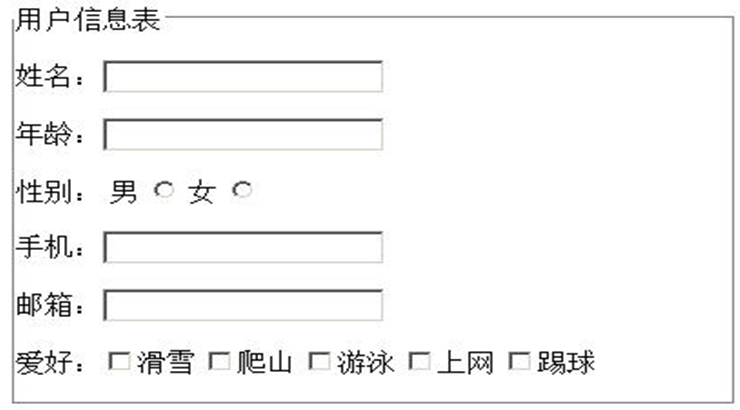 用户信息表
姓名：
年龄：
性别： 男 女
手机：
邮箱：
爱好： 滑雪 爬山 游泳 上网 踢球